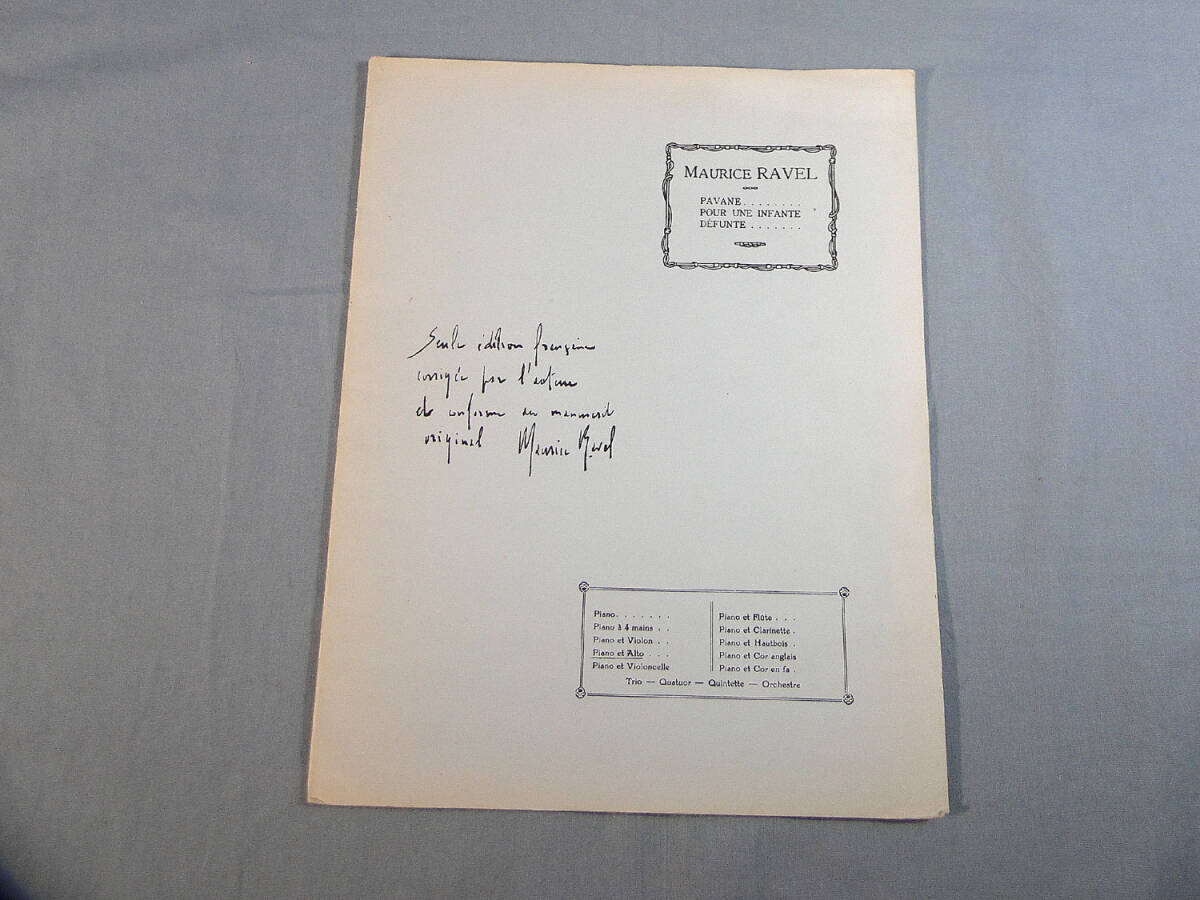 MAURICE RAVEL
PAVANE........
POUR UNE INFANTE
DÉFUNTE.......
Seule édition française
corrigée par l'auteur
et conforme au manuscrit
original Maurice Ravel
Piano.......
Piano à 4 mains..
Piano et Violon..
Piano et Alto...
Piano et Violoncelle
Piano et Flûte...
Piano et Clarinette.
Piano et Hautbois.
Piano et Cor anglais
Piano et Cor en fa.
Trio — Quatuor — Quintette — Orchestre